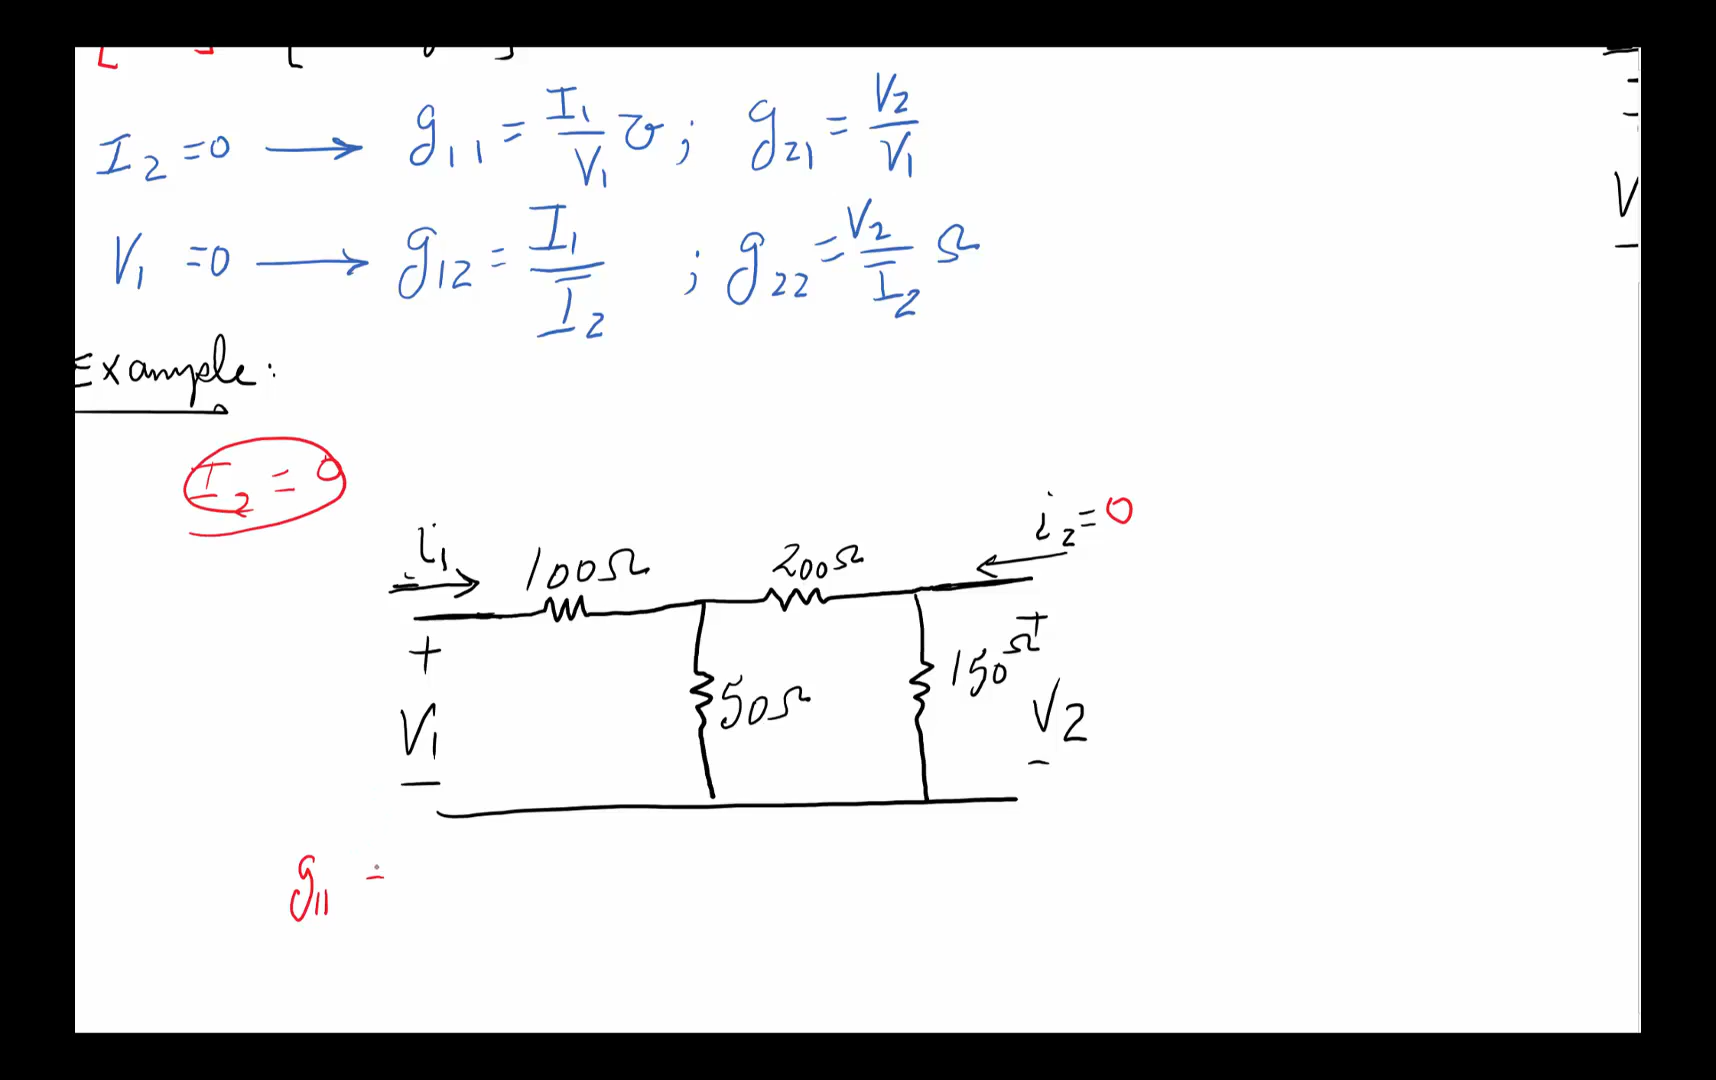 I₂ = 0 → g₁₁ = I₁/V₁ ℧ ; g₂₁ = V₂/V₁
V₁ = 0 → g₁₂ = I₁/I₂ ; g₂₂ = V₂/I₂ Ω
Example:
I₂ = 0
i₁ 100Ω 200Ω i₂ = 0
+ 50Ω 150Ω +
V₁ V₂
- -
g₁₁ =